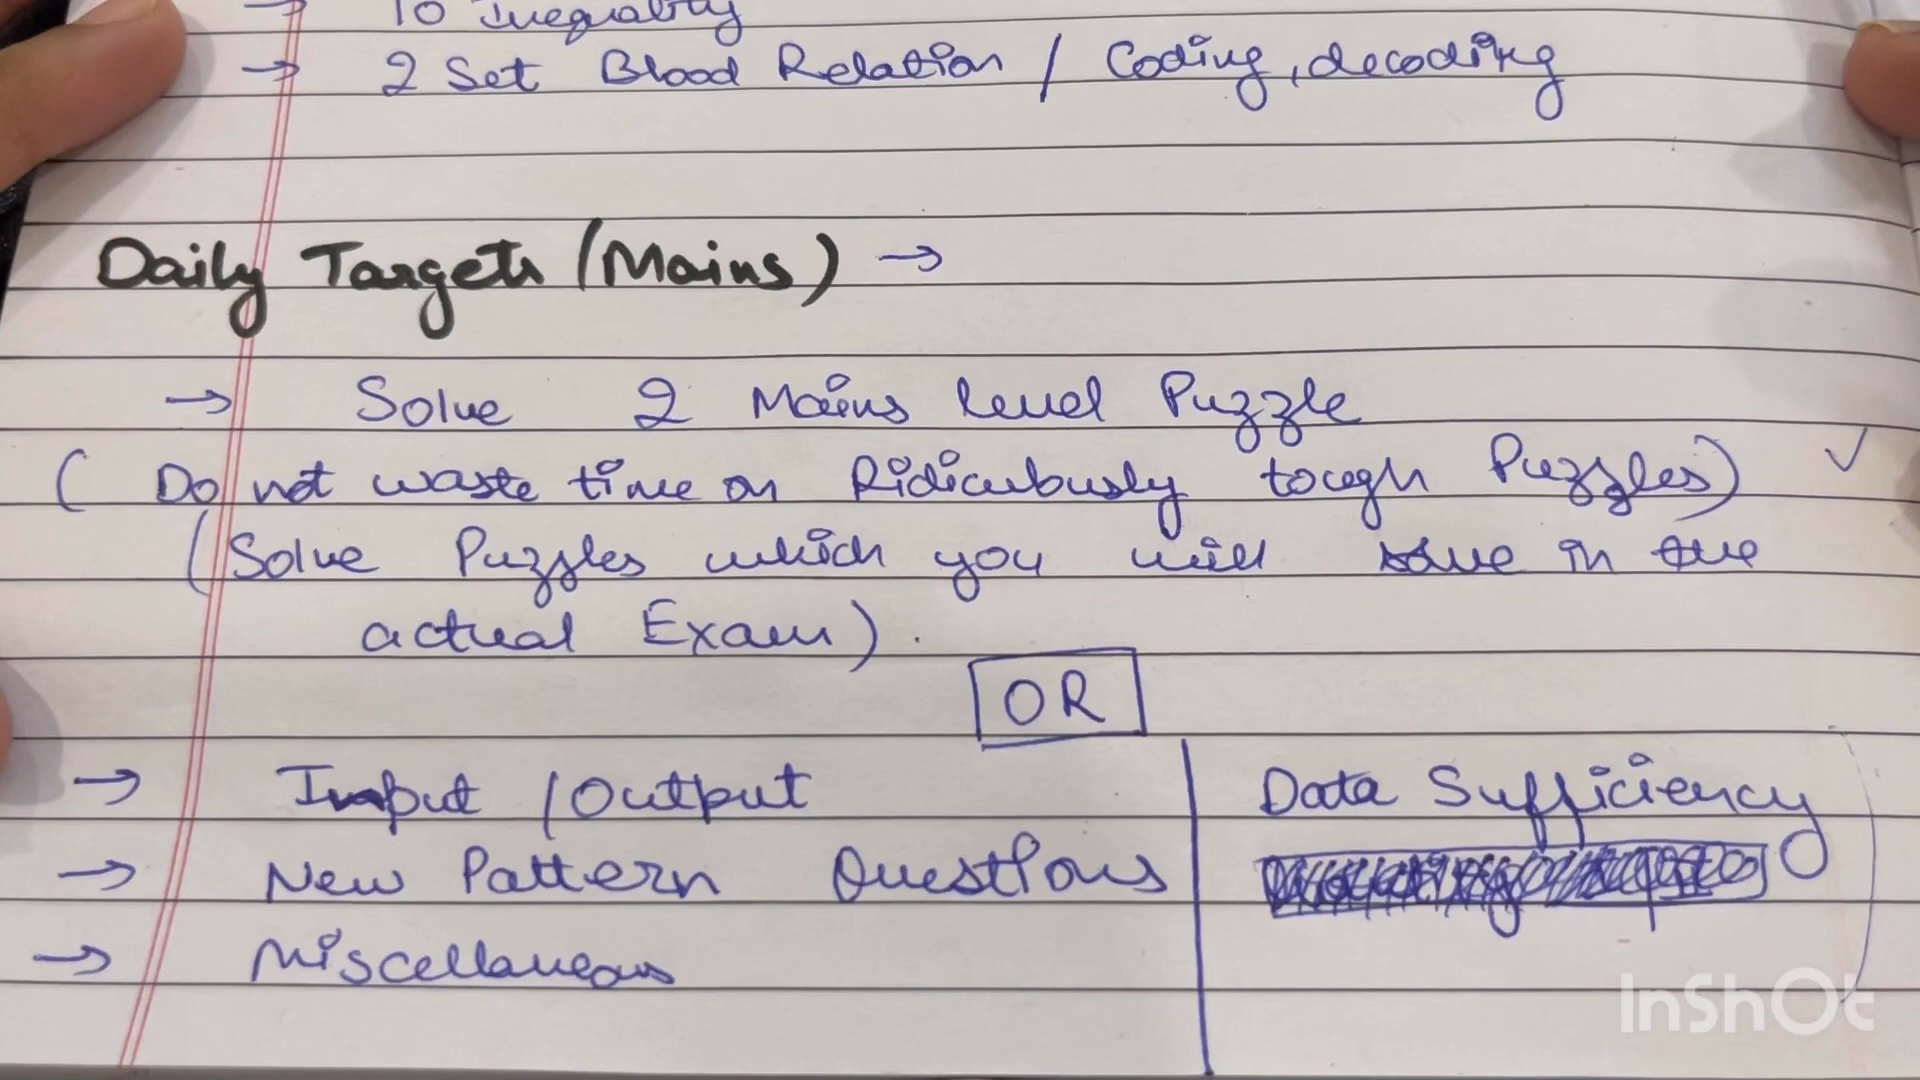 → 10 Inequality
→ 2 Set Blood Relation / Coding, decoding
Daily Targets (Mains) →
→ Solve 2 Mains level Puzzle
( Do not waste time on Ridiculously tough Puzzles) ✓
(Solve Puzzles which you will solve in the
actual Exam).
OR
→ Input / Output
Data Sufficiency
→ New Pattern Questions
→ Miscellaneous
InShOt